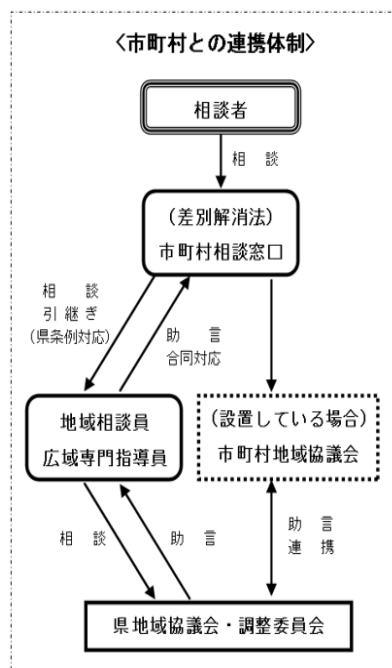 〈市町村との連携体制〉
相談者
相　談
(差別解消法)
市町村相談窓口
相　談
引継ぎ
(県条例対応)
助　言
合同対応
地域相談員
広域専門指導員
(設置している場合)
市町村地域協議会
相　談
助　言
助　言
連　携
県地域協議会・調整委員会